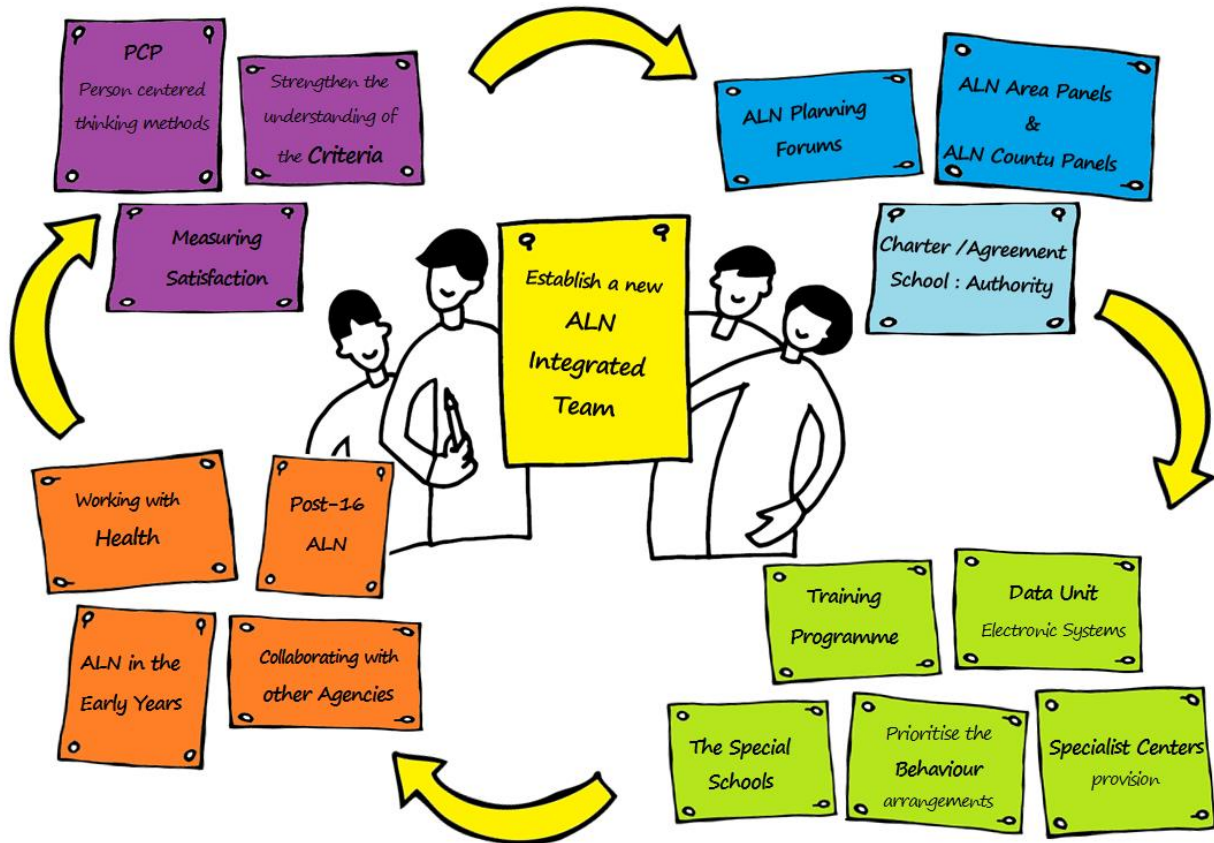 PCP
Person centered
thinking methods
Strengthen the
understanding of
the Criteria
Measuring
Satisfaction
ALN Planning
Forums
ALN Area Panels
&
ALN Countu Panels
Charter /Agreement
School : Authority
Establish a new
ALN
Integrated
Team
Working with
Health
Post-16
ALN
ALN in the
Early Years
Collaborating with
other Agencies
Training
Programme
Data Unit
Electronic Systems
The Special
Schools
Prioritise the
Behaviour
arrangements
Specialist Centers
provision